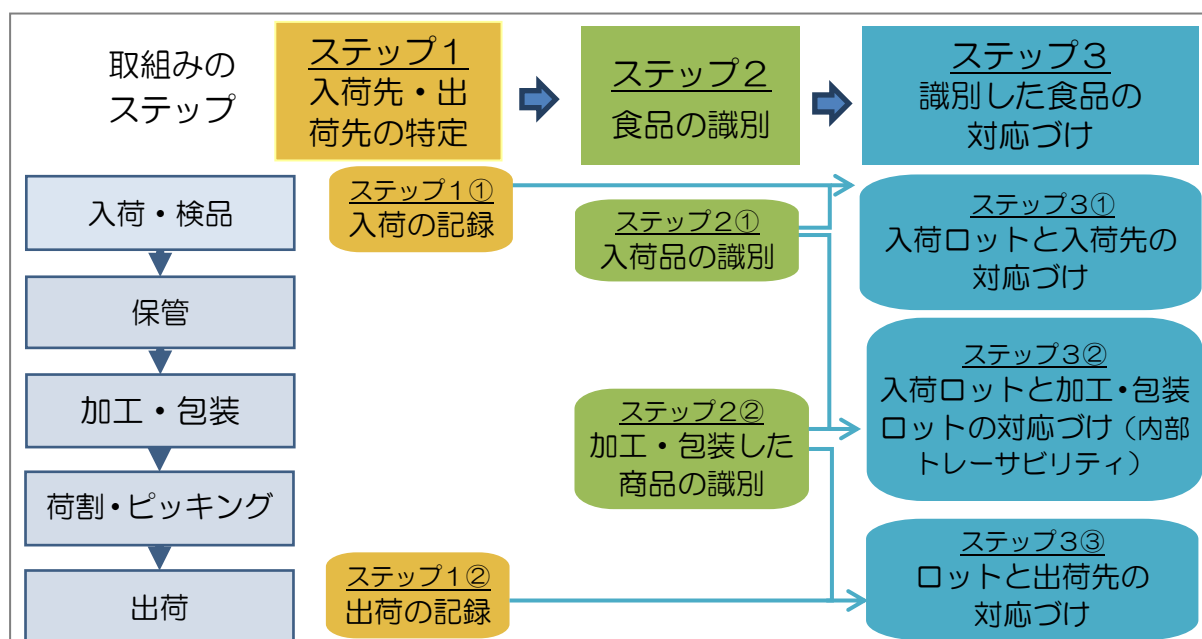 取組みの
ステップ
ステップ１
入荷先・出
荷先の特定
ステップ２
食品の識別
ステップ３
識別した食品の
対応づけ
入荷・検品
保管
加工・包装
荷割・ピッキング
出荷
ステップ１①
入荷の記録
ステップ１②
出荷の記録
ステップ２①
入荷品の識別
ステップ２②
加工・包装した
商品の識別
ステップ３①
入荷ロットと入荷先の
対応づけ
ステップ３②
入荷ロットと加工・包装
ロットの対応づけ（内部
トレーサビリティ）
ステップ３③
ロットと出荷先の
対応づけ